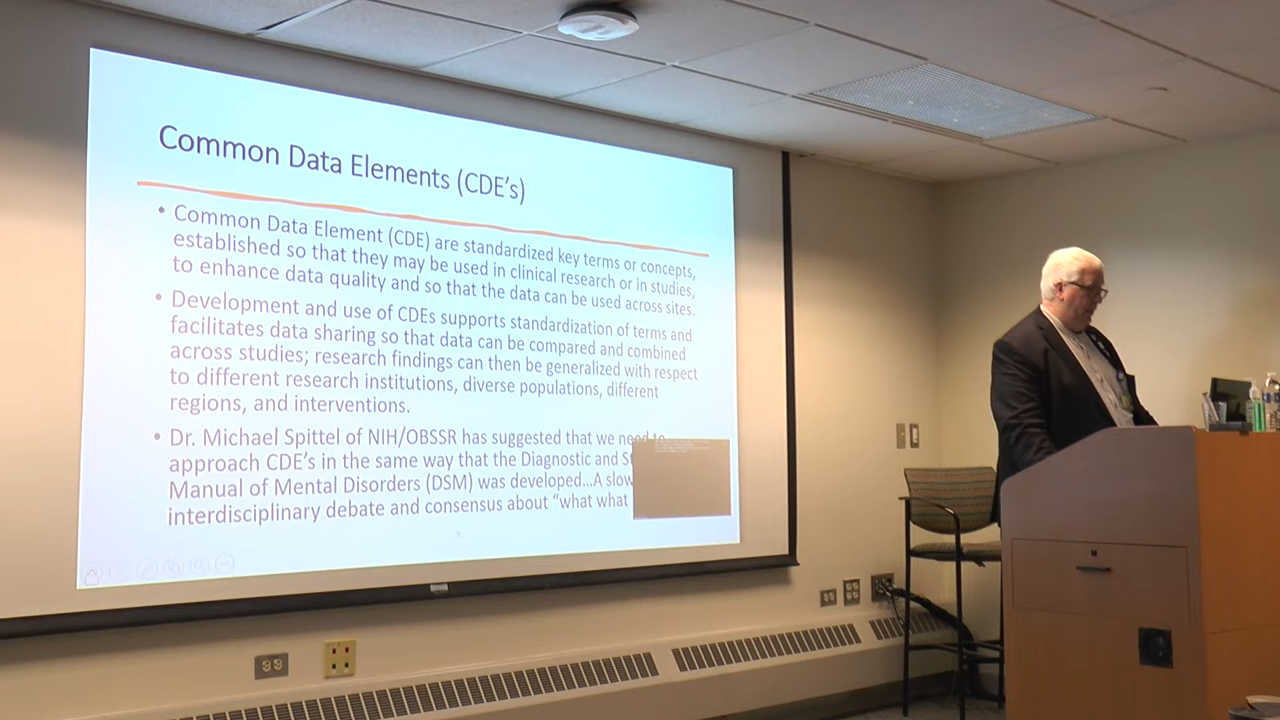 Common Data Elements (CDE's)
• Common Data Element (CDE) are standardized key terms or concepts,
established so that they may be used in clinical research or in studies,
to enhance data quality and so that the data can be used across sites.
• Development and use of CDEs supports standardization of terms and
facilitates data sharing so that data can be compared and combined
across studies; research findings can then be generalized with respect
to different research institutions, diverse populations, different
regions, and interventions.
• Dr. Michael Spittel of NIH/OBSSR has suggested that we need to
approach CDE's in the same way that the Diagnostic and
Manual of Mental Disorders (DSM) was developed...A slow
interdisciplinary debate and consensus about "what what